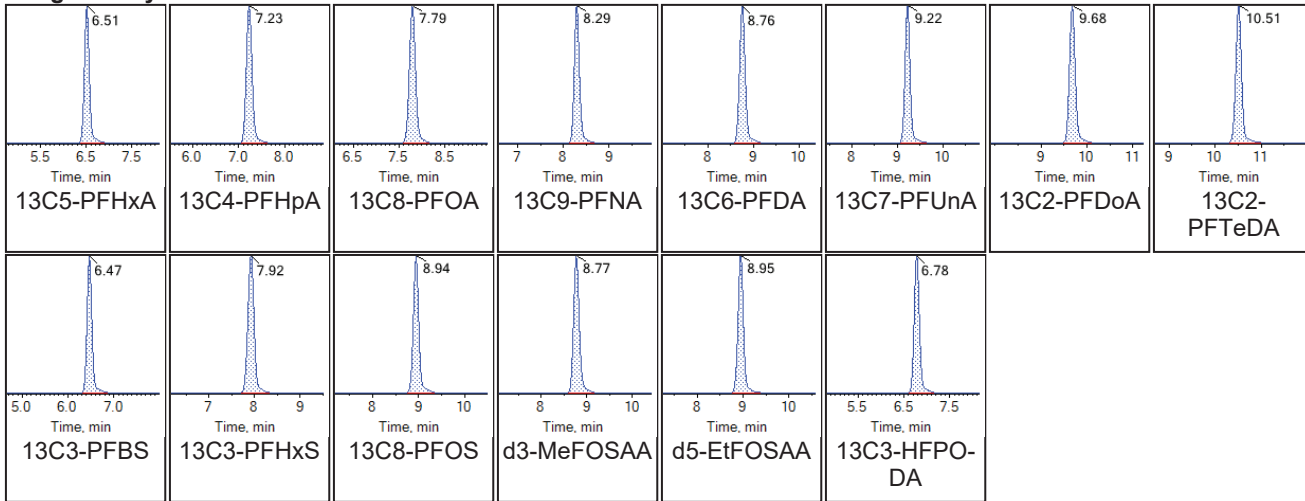 6.51
5.5 6.5 7.5
Time, min
13C5-PFHxA
7.23
6.0 7.0 8.0
Time, min
13C4-PFHpA
7.79
6.5 7.5 8.5
Time, min
13C8-PFOA
8.29
7 8 9
Time, min
13C9-PFNA
8.76
8 9 10
Time, min
13C6-PFDA
9.22
8 9 10
Time, min
13C7-PFUnA
9.68
9 10 11
Time, min
13C2-PFDoA
10.51
9 10 11
Time, min
13C2-
PFTeDA
6.47
5.0 6.0 7.0
Time, min
13C3-PFBS
7.92
7 8 9
Time, min
13C3-PFHxS
8.94
8 9 10
Time, min
13C8-PFOS
8.77
8 9 10
Time, min
d3-MeFOSAA
8.95
8 9 10
Time, min
d5-EtFOSAA
6.78
5.5 6.5 7.5
Time, min
13C3-HFPO-
DA